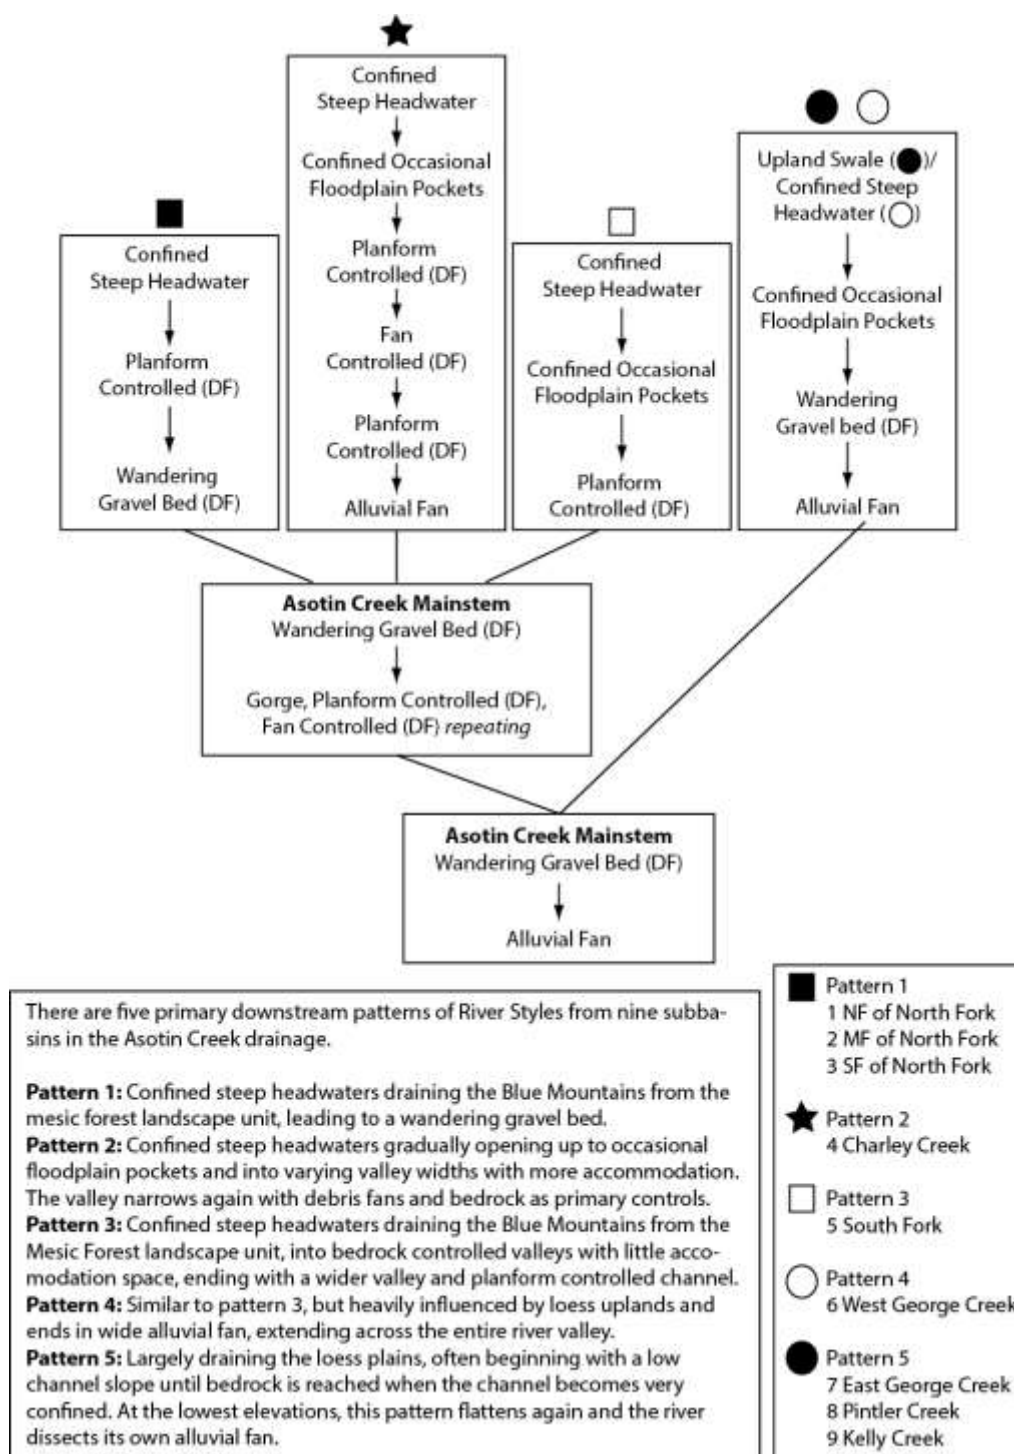 Confined
Steep Headwater
Planform
Controlled (DF)
Wandering
Gravel Bed (DF)
Confined
Steep Headwater
Confined Occasional
Floodplain Pockets
Planform
Controlled (DF)
Fan
Controlled (DF)
Planform
Controlled (DF)
Alluvial Fan
Confined
Steep Headwater
Confined Occasional
Floodplain Pockets
Planform
Controlled (DF)
Upland Swale (●)/
Confined Steep
Headwater (○)
Confined Occasional
Floodplain Pockets
Wandering
Gravel bed (DF)
Alluvial Fan
Asotin Creek Mainstem
Wandering Gravel Bed (DF)
Gorge, Planform Controlled (DF),
Fan Controlled (DF) repeating
Asotin Creek Mainstem
Wandering Gravel Bed (DF)
Alluvial Fan
There are five primary downstream patterns of River Styles from nine subba-
sins in the Asotin Creek drainage.
Pattern 1: Confined steep headwaters draining the Blue Mountains from the
mesic forest landscape unit, leading to a wandering gravel bed.
Pattern 2: Confined steep headwaters gradually opening up to occasional
floodplain pockets and into varying valley widths with more accommodation.
The valley narrows again with debris fans and bedrock as primary controls.
Pattern 3: Confined steep headwaters draining the Blue Mountains from the
Mesic Forest landscape unit, into bedrock controlled valleys with little acco-
modation space, ending with a wider valley and planform controlled channel.
Pattern 4: Similar to pattern 3, but heavily influenced by loess uplands and
ends in wide alluvial fan, extending across the entire river valley.
Pattern 5: Largely draining the loess plains, often beginning with a low
channel slope until bedrock is reached when the channel becomes very
confined. At the lowest elevations, this pattern flattens again and the river
dissects its own alluvial fan.
Pattern 1
1 NF of North Fork
2 MF of North Fork
3 SF of North Fork
Pattern 2
4 Charley Creek
Pattern 3
5 South Fork
Pattern 4
6 West George Creek
Pattern 5
7 East George Creek
8 Pintler Creek
9 Kelly Creek